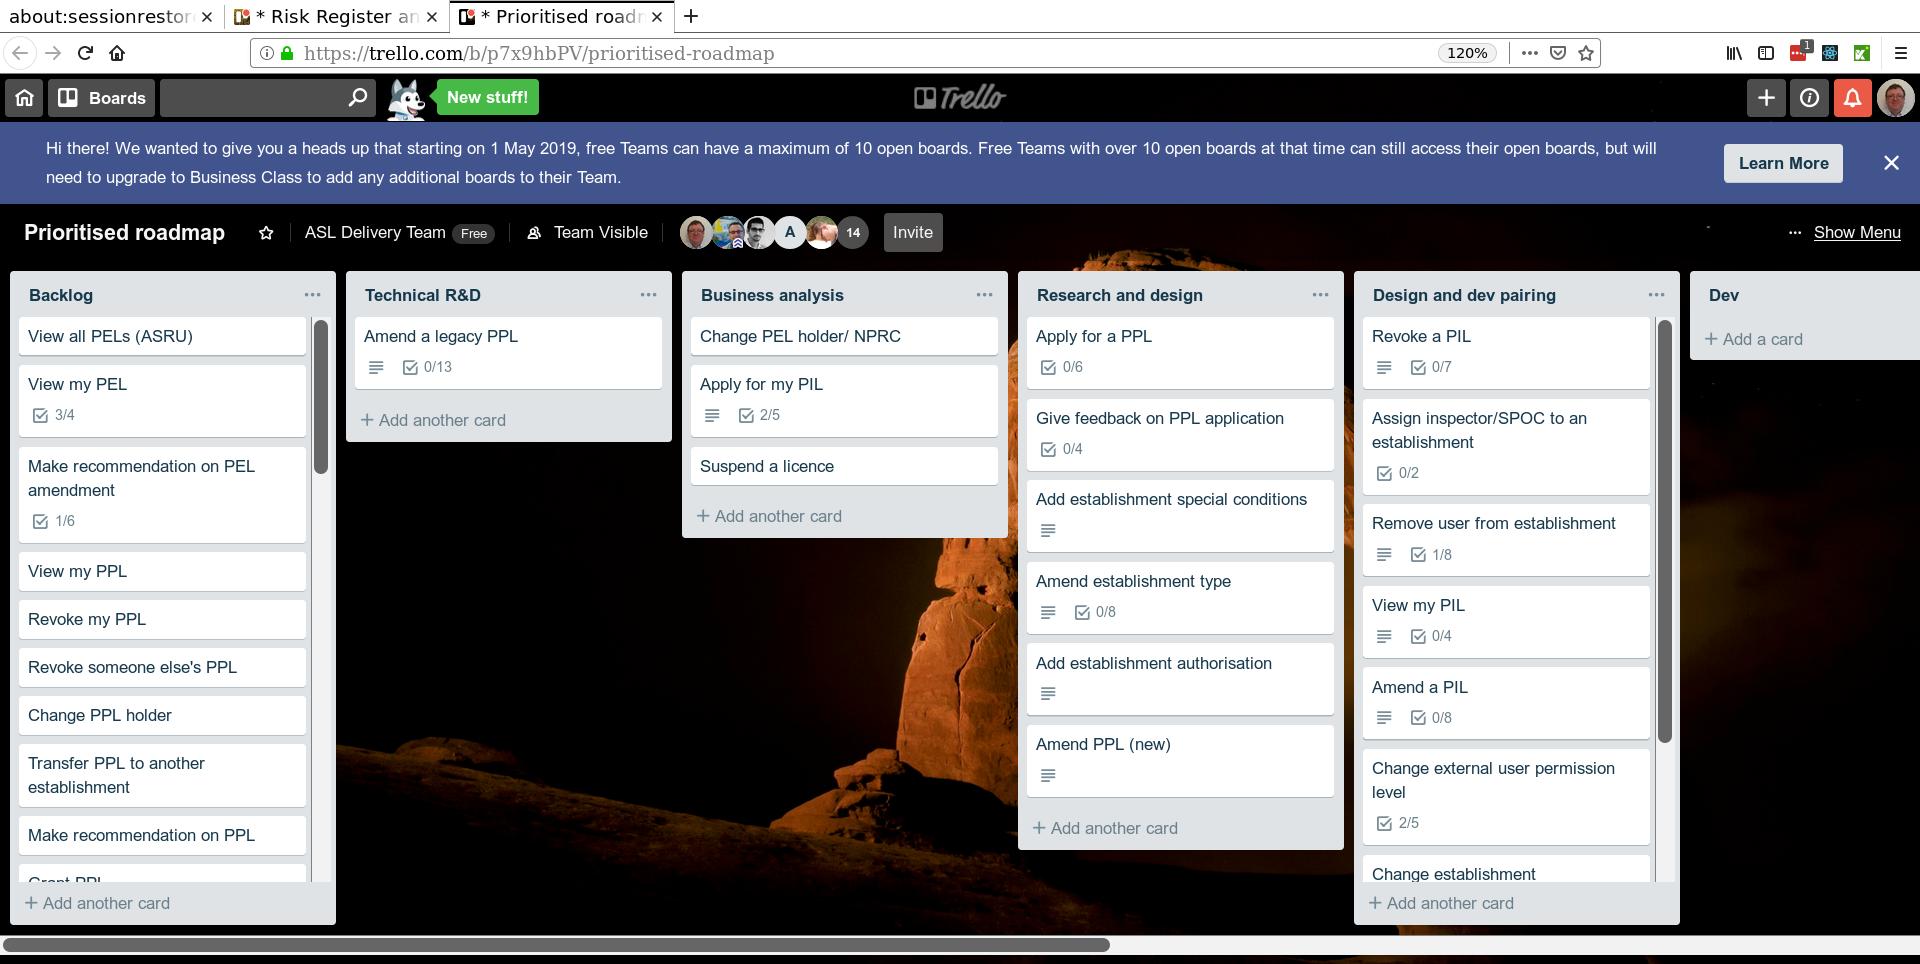 about:sessionrestor
* Risk Register an
* Prioritised roadr
https://trello.com/b/p7x9hbPV/prioritised-roadmap
120%
1
Boards
New stuff!
Trello
Hi there! We wanted to give you a heads up that starting on 1 May 2019, free Teams can have a maximum of 10 open boards. Free Teams with over 10 open boards at that time can still access their open boards, but will
need to upgrade to Business Class to add any additional boards to their Team.
Learn More
Prioritised roadmap
ASL Delivery Team
Free
Team Visible
A
14
Invite
Show Menu
Backlog
View all PELs (ASRU)
View my PEL
3/4
Make recommendation on PEL
amendment
1/6
View my PPL
Revoke my PPL
Revoke someone else's PPL
Change PPL holder
Transfer PPL to another
establishment
Make recommendation on PPL
Grant PPL
+ Add another card
Technical R&D
Amend a legacy PPL
0/13
+ Add another card
Business analysis
Change PEL holder/ NPRC
Apply for my PIL
2/5
Suspend a licence
+ Add another card
Research and design
Apply for a PPL
0/6
Give feedback on PPL application
0/4
Add establishment special conditions
Amend establishment type
0/8
Add establishment authorisation
Amend PPL (new)
+ Add another card
Design and dev pairing
Revoke a PIL
0/7
Assign inspector/SPOC to an
establishment
0/2
Remove user from establishment
1/8
View my PIL
0/4
Amend a PIL
0/8
Change external user permission
level
2/5
Change establishment
+ Add another card
Dev
+ Add a card